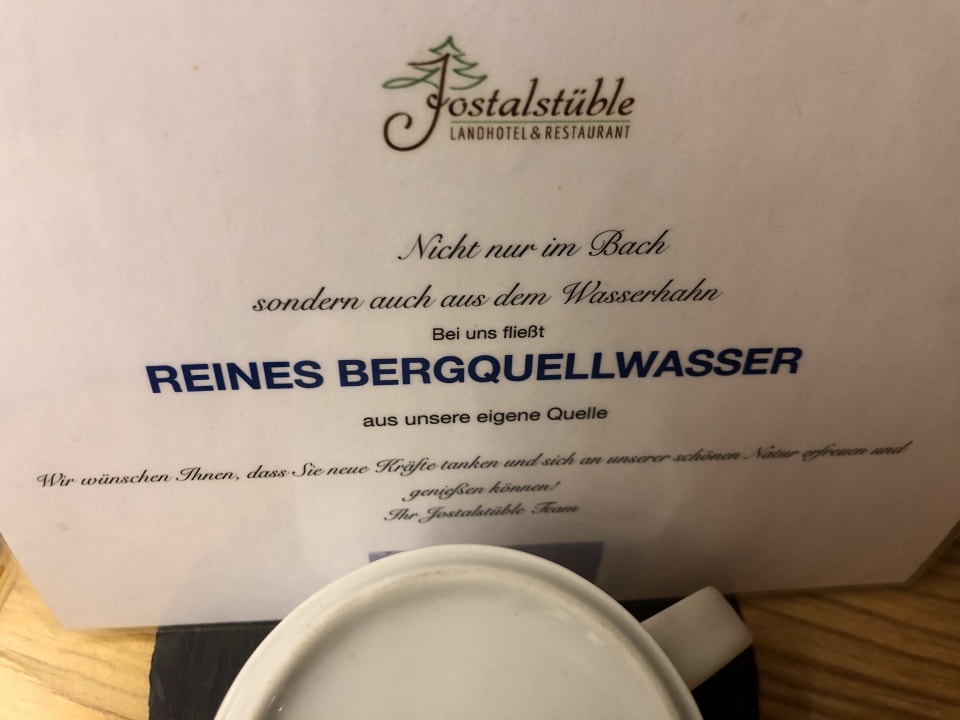 Jostalstüble
LANDHOTEL & RESTAURANT
Nicht nur im Bach
sondern auch aus dem Wasserhahn
Bei uns fließt
REINES BERGQUELLWASSER
aus unsere eigene Quelle
Wir wünschen Ihnen, dass Sie neue Kräfte tanken und sich an unserer schönen Natur erfreuen und
genießen können!
Ihr Jostalstüble Team